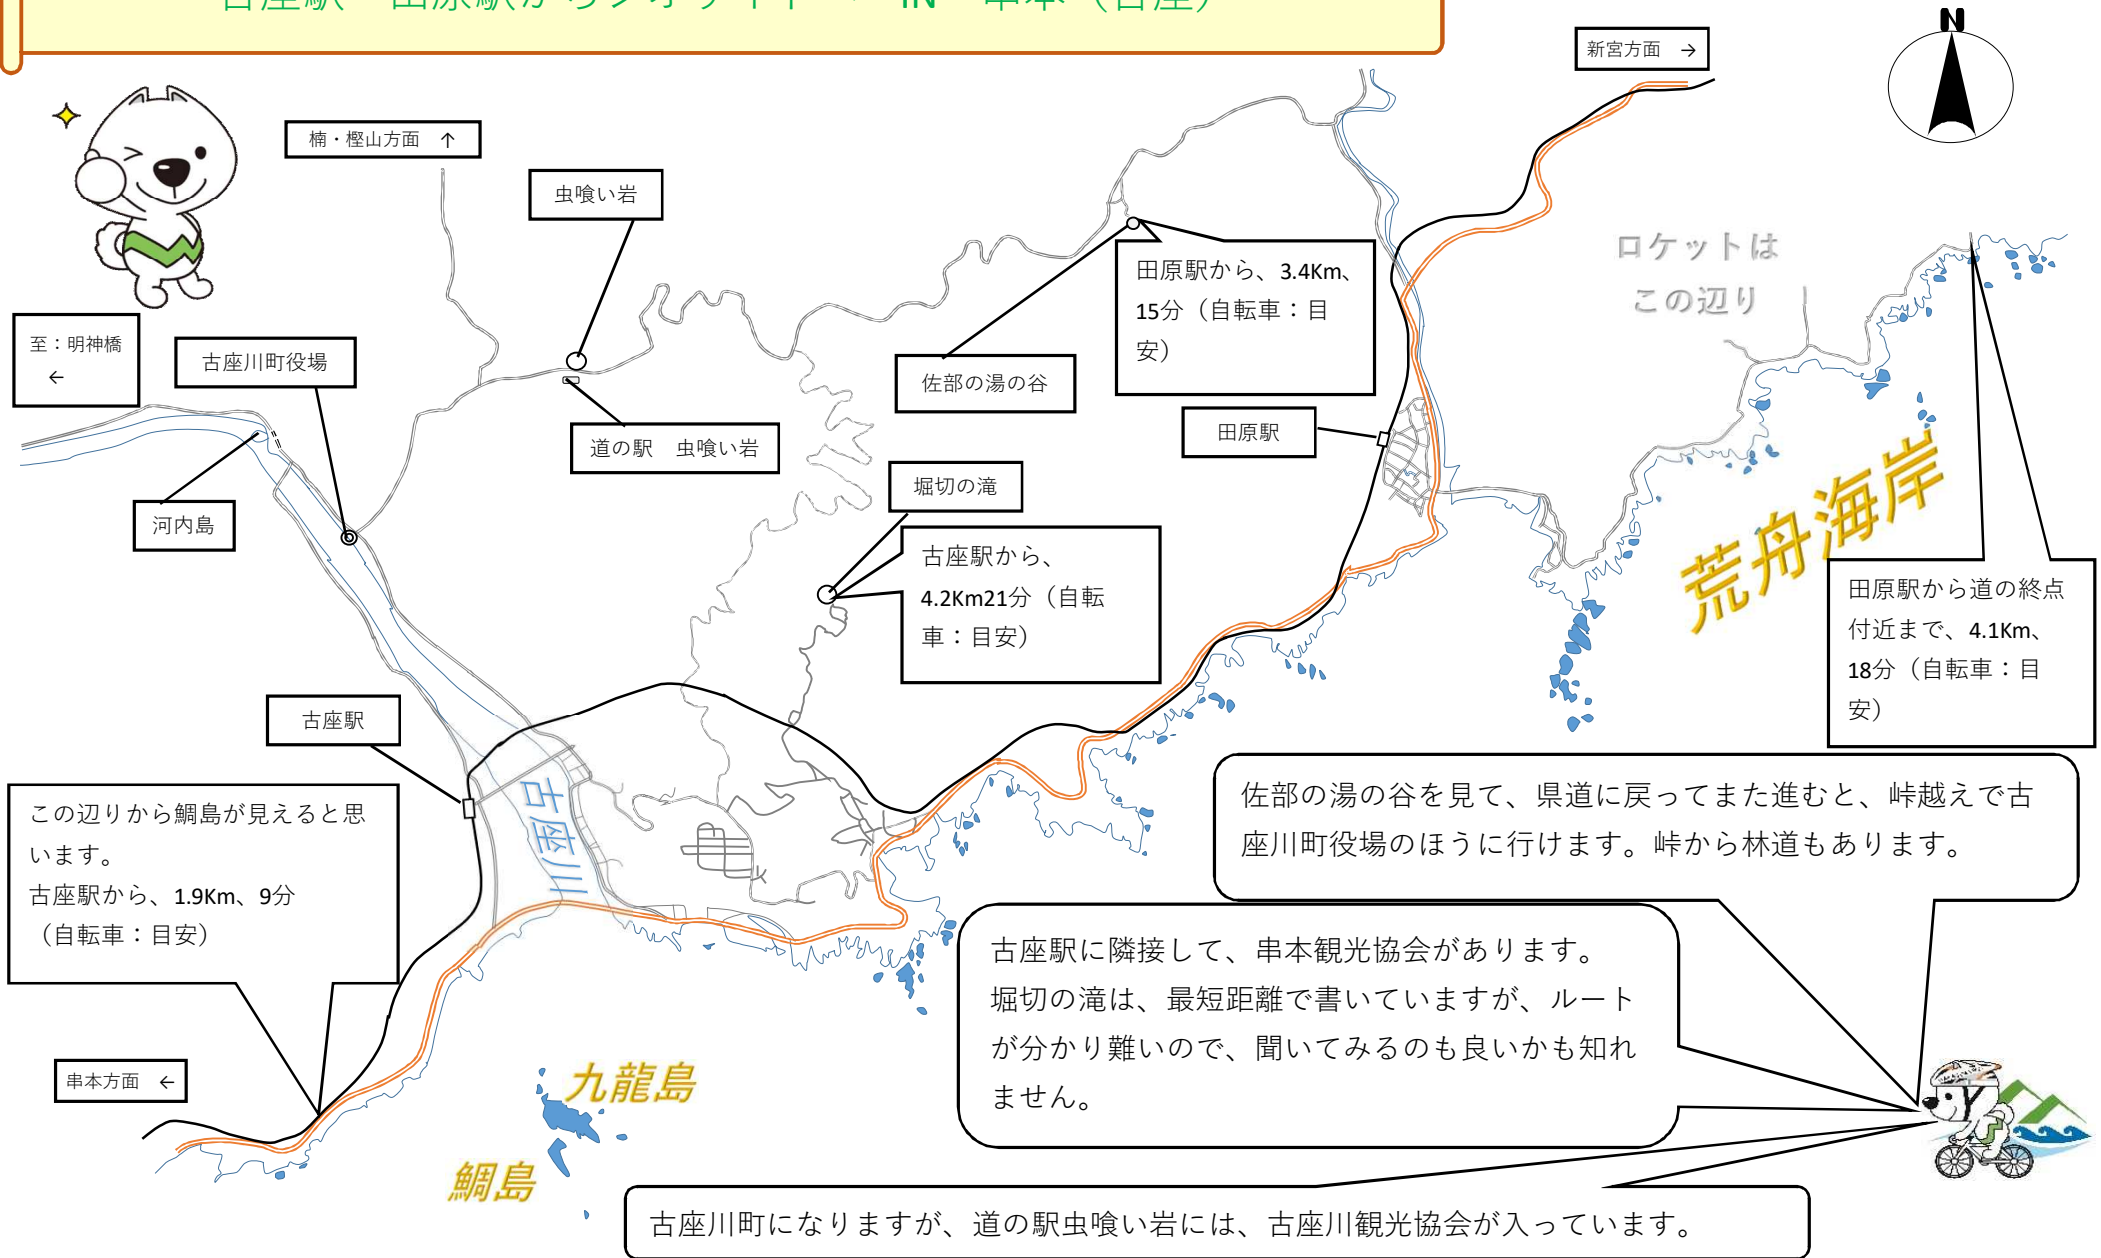 新宮方面 →
N
楠・樫山方面 ↑
虫喰い岩
ロケットは
この辺り
田原駅から、3.4Km、
15分（自転車：目
安）
至：明神橋
←
古座川町役場
佐部の湯の谷
田原駅
道の駅 虫喰い岩
堀切の滝
河内島
荒舟海岸
古座駅から、
4.2Km21分（自転
車：目安）
田原駅から道の終点
付近まで、4.1Km、
18分（自転車：目
安）
古座駅
古座川
この辺りから鯛島が見えると思
います。
古座駅から、1.9Km、9分
（自転車：目安）
佐部の湯の谷を見て、県道に戻ってまた進むと、峠越えで古
座川町役場のほうに行けます。峠から林道もあります。
古座駅に隣接して、串本観光協会があります。
堀切の滝は、最短距離で書いていますが、ルート
が分かり難いので、聞いてみるのも良いかも知れ
ません。
串本方面 ←
九龍島
鯛島
古座川町になりますが、道の駅虫喰い岩には、古座川観光協会が入っています。